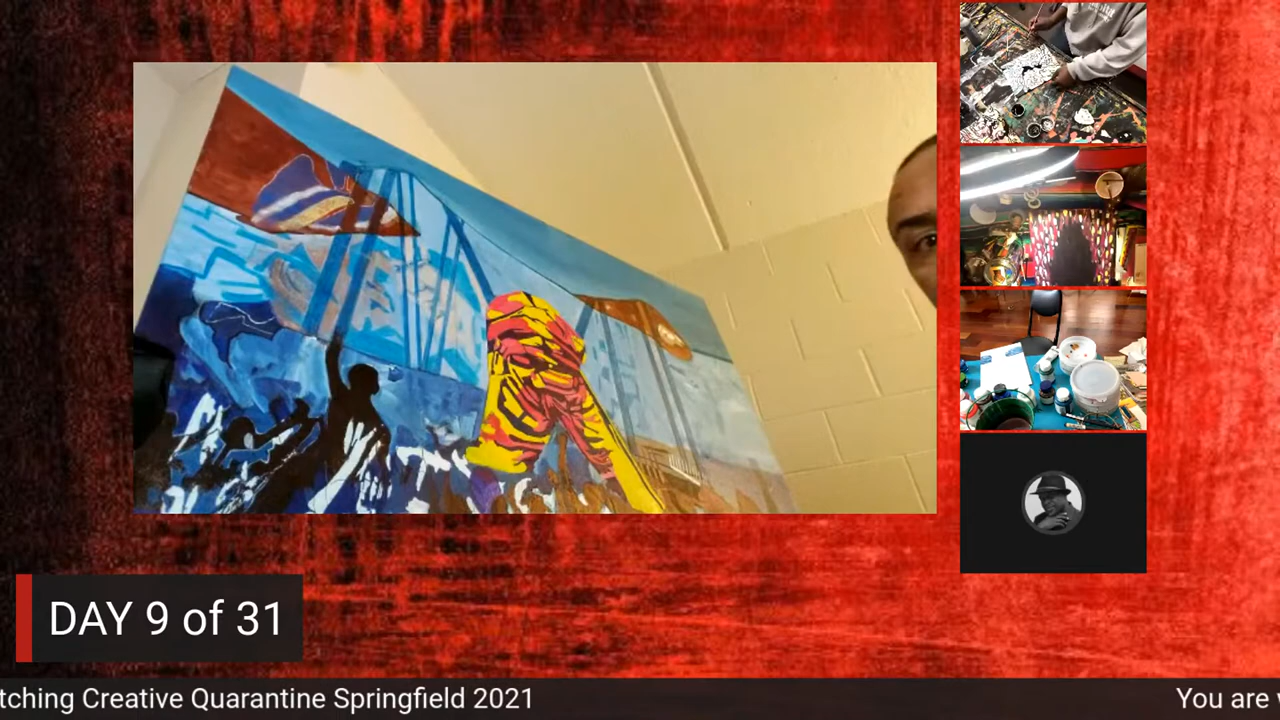 DAY 9 of 31
tching Creative Quarantine Springfield 2021
You are